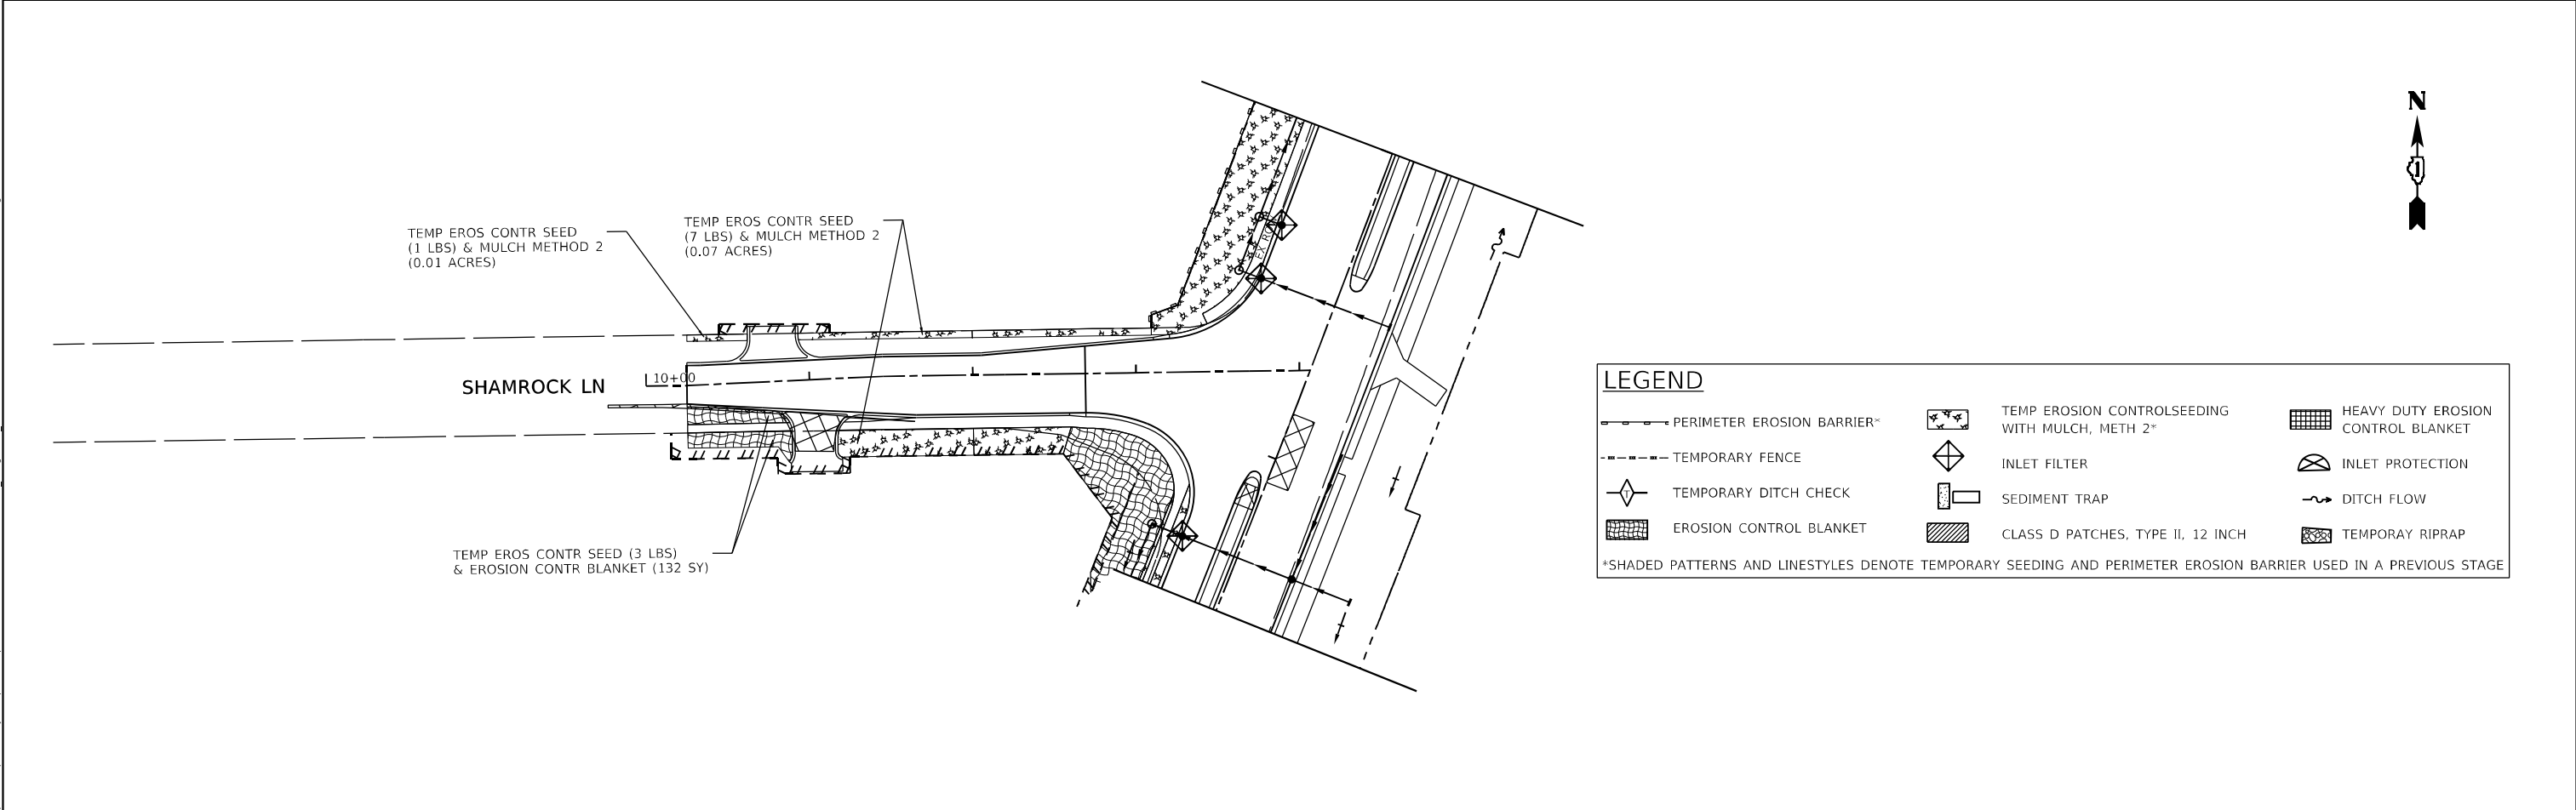 N
TEMP EROS CONTR SEED
(1 LBS) & MULCH METHOD 2
(0.01 ACRES)
TEMP EROS CONTR SEED
(7 LBS) & MULCH METHOD 2
(0.07 ACRES)
EX RO
SHAMROCK LN
10+00
TEMP EROS CONTR SEED (3 LBS)
& EROSION CONTR BLANKET (132 SY)
LEGEND
PERIMETER EROSION BARRIER*
TEMPORARY FENCE
T
TEMPORARY DITCH CHECK
EROSION CONTROL BLANKET
TEMP EROSION CONTROLSEEDING
WITH MULCH, METH 2*
INLET FILTER
SEDIMENT TRAP
CLASS D PATCHES, TYPE II, 12 INCH
HEAVY DUTY EROSION
CONTROL BLANKET
INLET PROTECTION
DITCH FLOW
TEMPORAY RIPRAP
*SHADED PATTERNS AND LINESTYLES DENOTE TEMPORARY SEEDING AND PERIMETER EROSION BARRIER USED IN A PREVIOUS STAGE